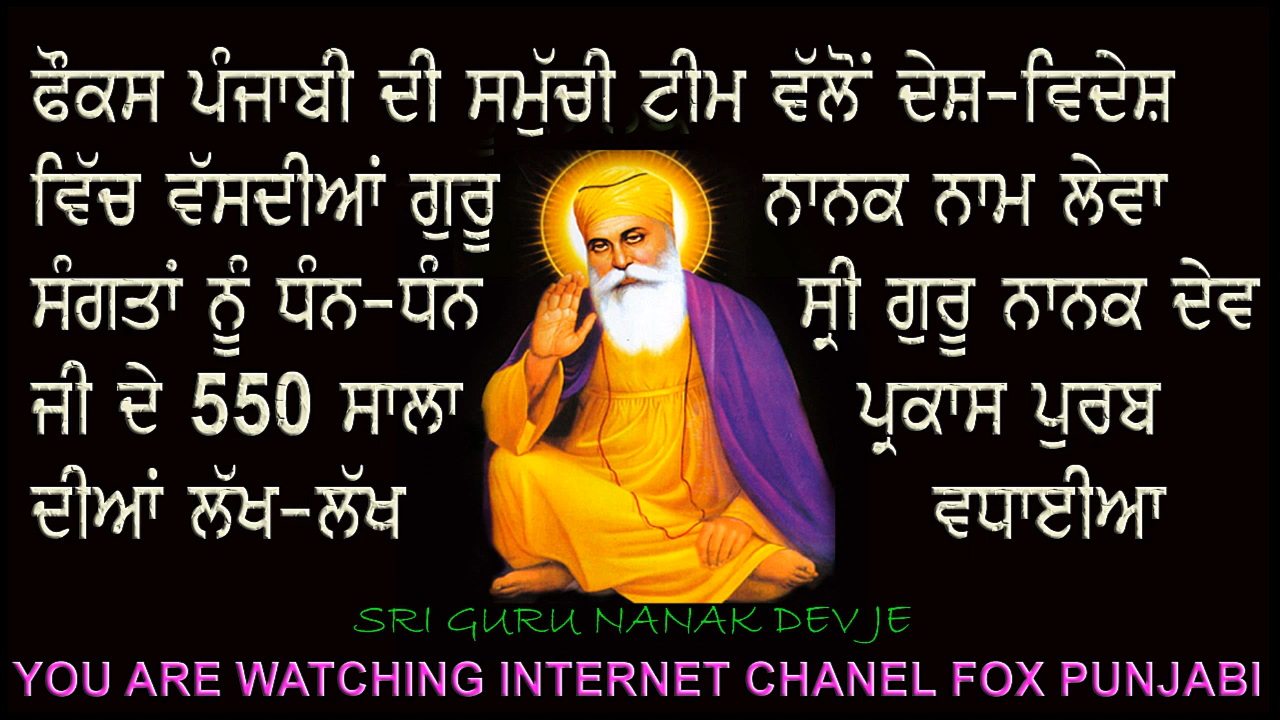 ਫੌਕਸ ਪੰਜਾਬੀ ਦੀ ਸਮੁੱਚੀ ਟੀਮ ਵੱਲੋਂ ਦੇਸ਼-ਵਿਦੇਸ਼
ਵਿੱਚ ਵੱਸਦੀਆਂ ਗੁਰੂ ਨਾਨਕ ਨਾਮ ਲੇਵਾ
ਸੰਗਤਾਂ ਨੂੰ ਧੰਨ-ਧੰਨ ਸ੍ਰੀ ਗੁਰੂ ਨਾਨਕ ਦੇਵ
ਜੀ ਦੇ 550 ਸਾਲਾ ਪ੍ਰਕਾਸ ਪੁਰਬ
ਦੀਆਂ ਲੱਖ-ਲੱਖ ਵਧਾਈਆ
SRI GURU NANAK DEV JE
YOU ARE WATCHING INTERNET CHANEL FOX PUNJABI